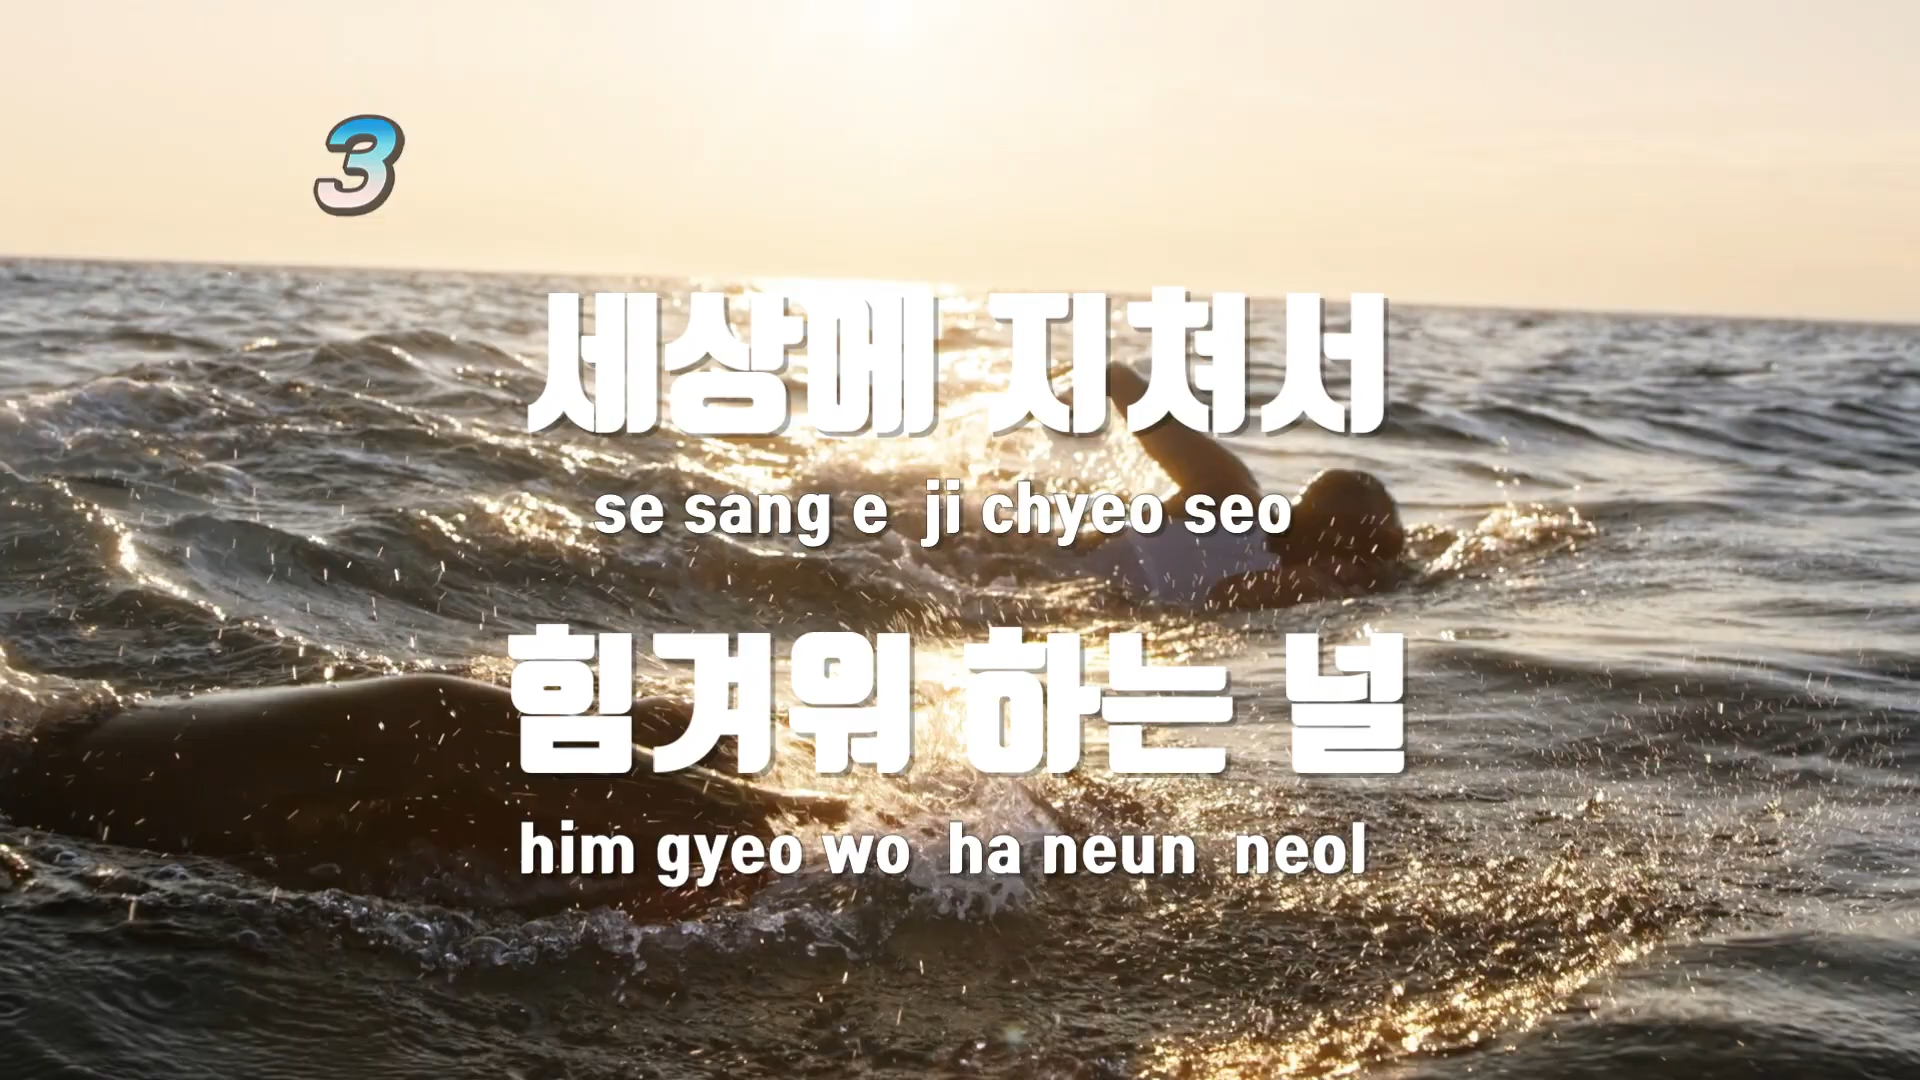 3
세상에 지쳐서
se sang e ji chyeo seo
힘겨워 하는 널
him gyeo wo ha neun neol